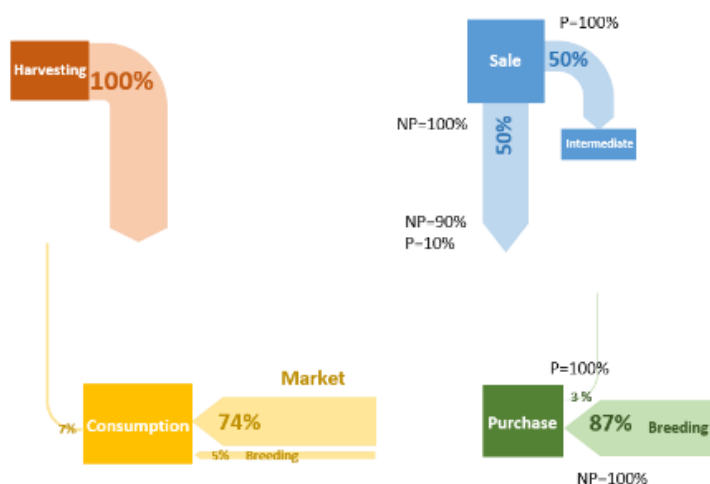 Harvesting
100%
P=100%
Sale
50%
NP=100%
50%
Intermediate
NP=90%
P=10%
Market
7%
Consumption
74%
5% Breeding
P=100%
3 %
Purchase
87% Breeding
NP=100%